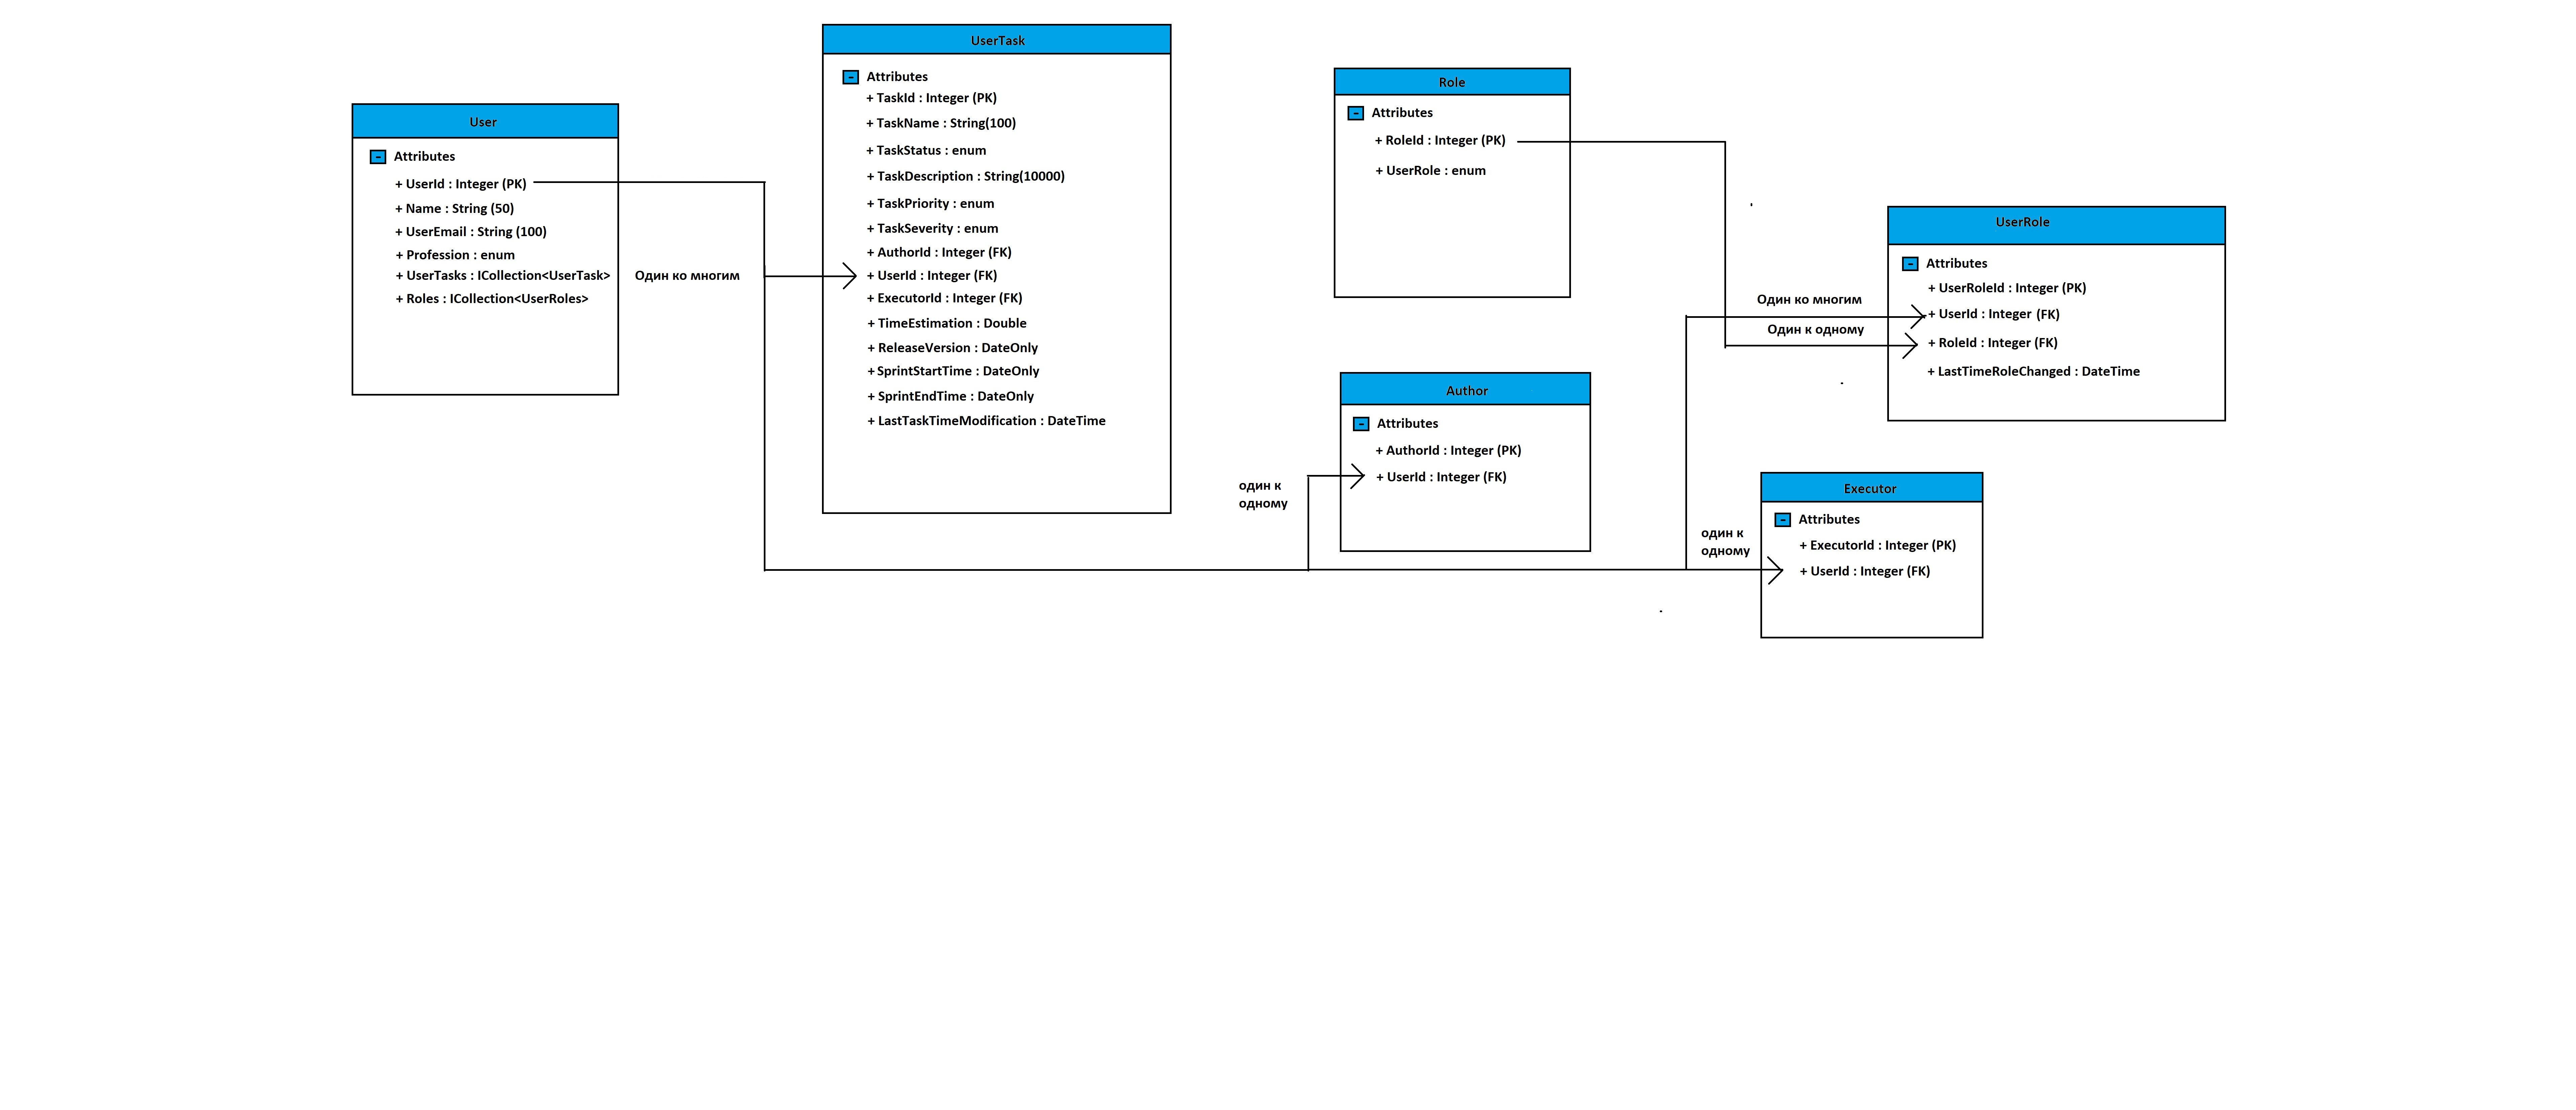 User
Attributes
+ UserId : Integer (PK)
+ Name : String (50)
+ UserEmail : String (100)
+ Profession : enum
+ UserTasks : ICollection<UserTask>
+ Roles : ICollection<UserRoles>
Один ко многим
UserTask
Attributes
+ TaskId : Integer (PK)
+ TaskName : String(100)
+ TaskStatus : enum
+ TaskDescription : String(10000)
+ TaskPriority : enum
+ TaskSeverity : enum
+ AuthorId : Integer (FK)
+ UserId : Integer (FK)
+ ExecutorId : Integer (FK)
+ TimeEstimation : Double
+ ReleaseVersion : DateOnly
+ SprintStartTime : DateOnly
+ SprintEndTime : DateOnly
+ LastTaskTimeModification : DateTime
Role
Attributes
+ RoleId : Integer (PK)
+ UserRole : enum
один к
одному
Author
Attributes
+ AuthorId : Integer (PK)
+ UserId : Integer (FK)
Один ко многим
Один к одному
UserRole
Attributes
+ UserRoleId : Integer (PK)
+ UserId : Integer (FK)
+ RoleId : Integer (FK)
+ LastTimeRoleChanged : DateTime
один к
одному
Executor
Attributes
+ ExecutorId : Integer (PK)
+ UserId : Integer (FK)